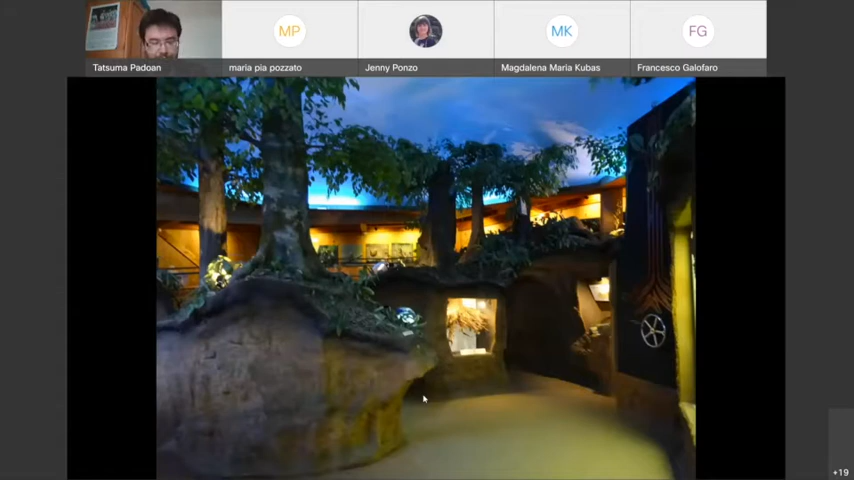 MP
MK
FG
Tatsuma Padoan
maria pia pozzato
Jenny Ponzo
Magdalena Maria Kubas
Francesco Galofaro
+19